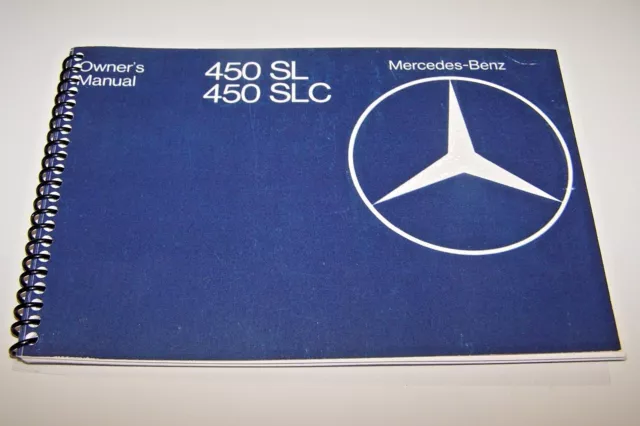 Owner's
Manual
450 SL
450 SLC
Mercedes-Benz